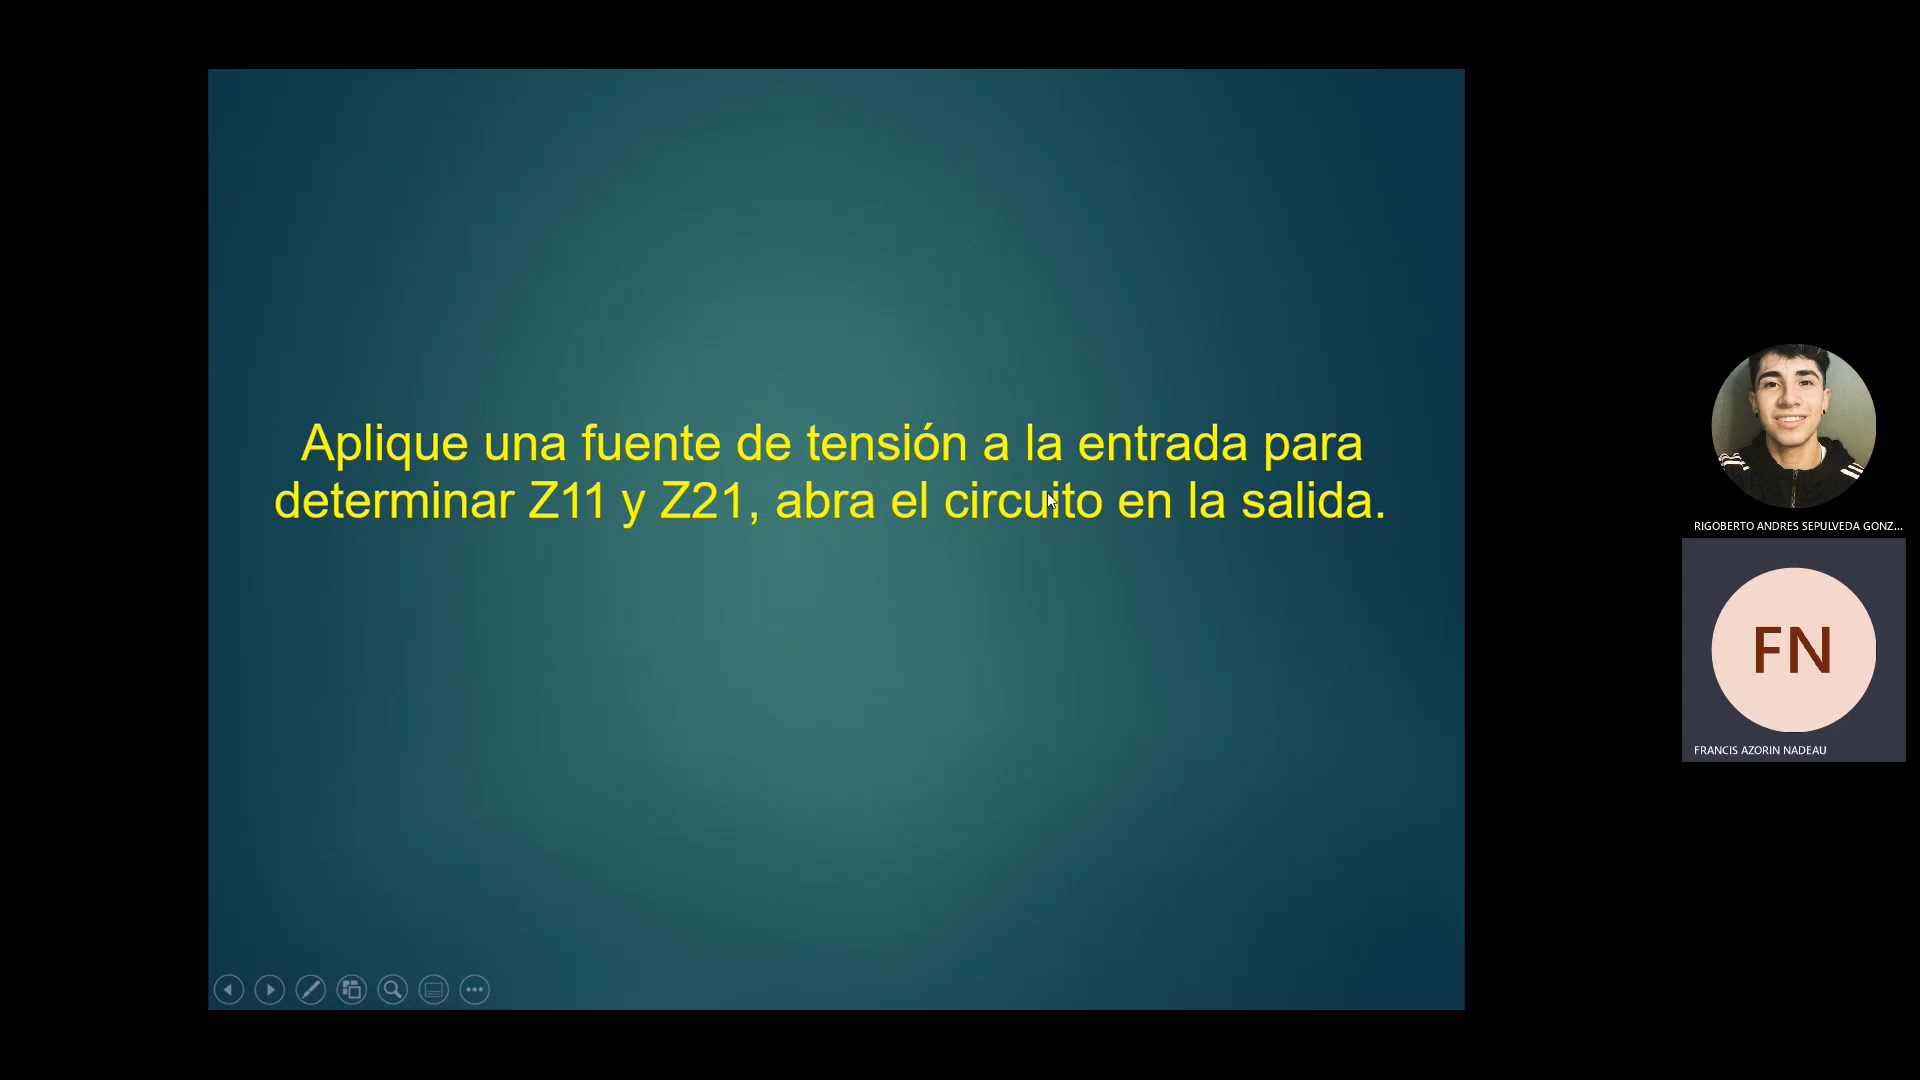 Aplique una fuente de tensión a la entrada para
determinar Z11 y Z21, abra el circuito en la salida.
RIGOBERTO ANDRES SEPULVEDA GONZ...
FN
FRANCIS AZORIN NADEAU